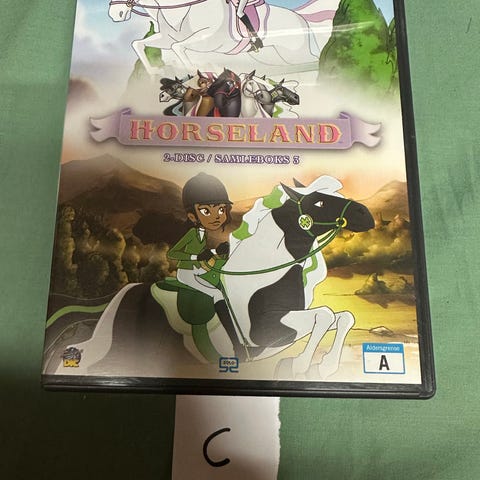 HORSELAND
2-DISC / SAMLEBOKS 3
Aldersgrense
A
C